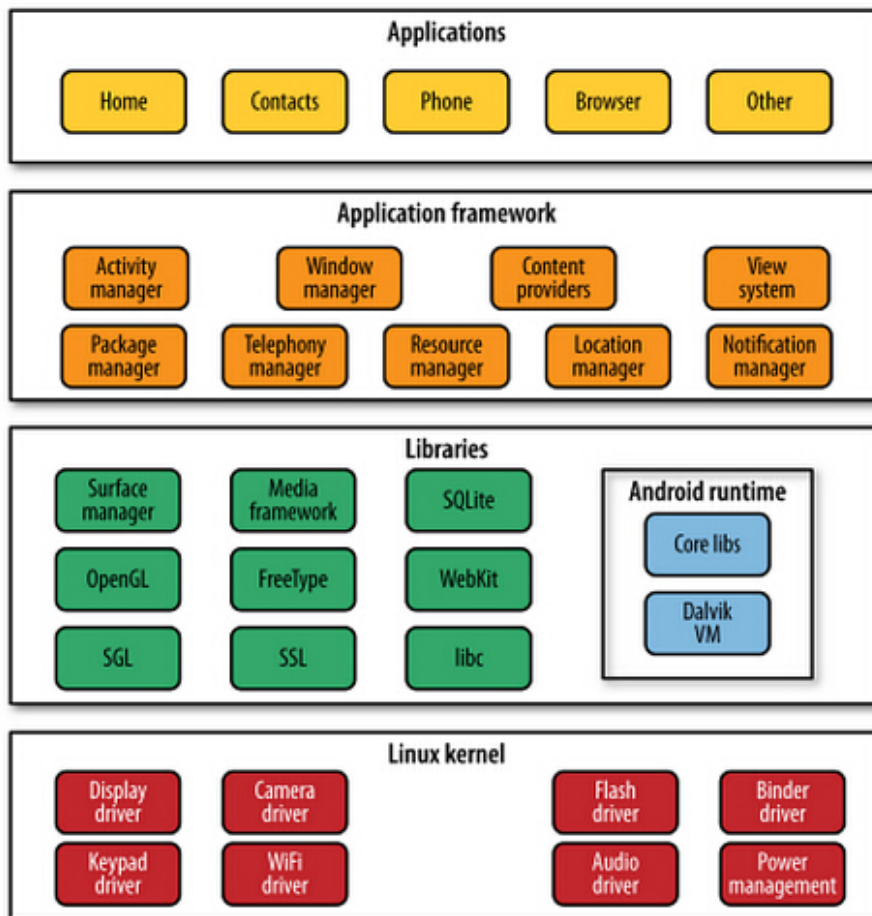 Applications
Home
Contacts
Phone
Browser
Other
Application framework
Activity
manager
Window
manager
Content
providers
View
system
Package
manager
Telephony
manager
Resource
manager
Location
manager
Notification
manager
Libraries
Surface
manager
Media
framework
SQLite
OpenGL
FreeType
WebKit
SGL
SSL
libc
Android runtime
Core libs
Dalvik
VM
Linux kernel
Display
driver
Camera
driver
Flash
driver
Binder
driver
Keypad
driver
WiFi
driver
Audio
driver
Power
management